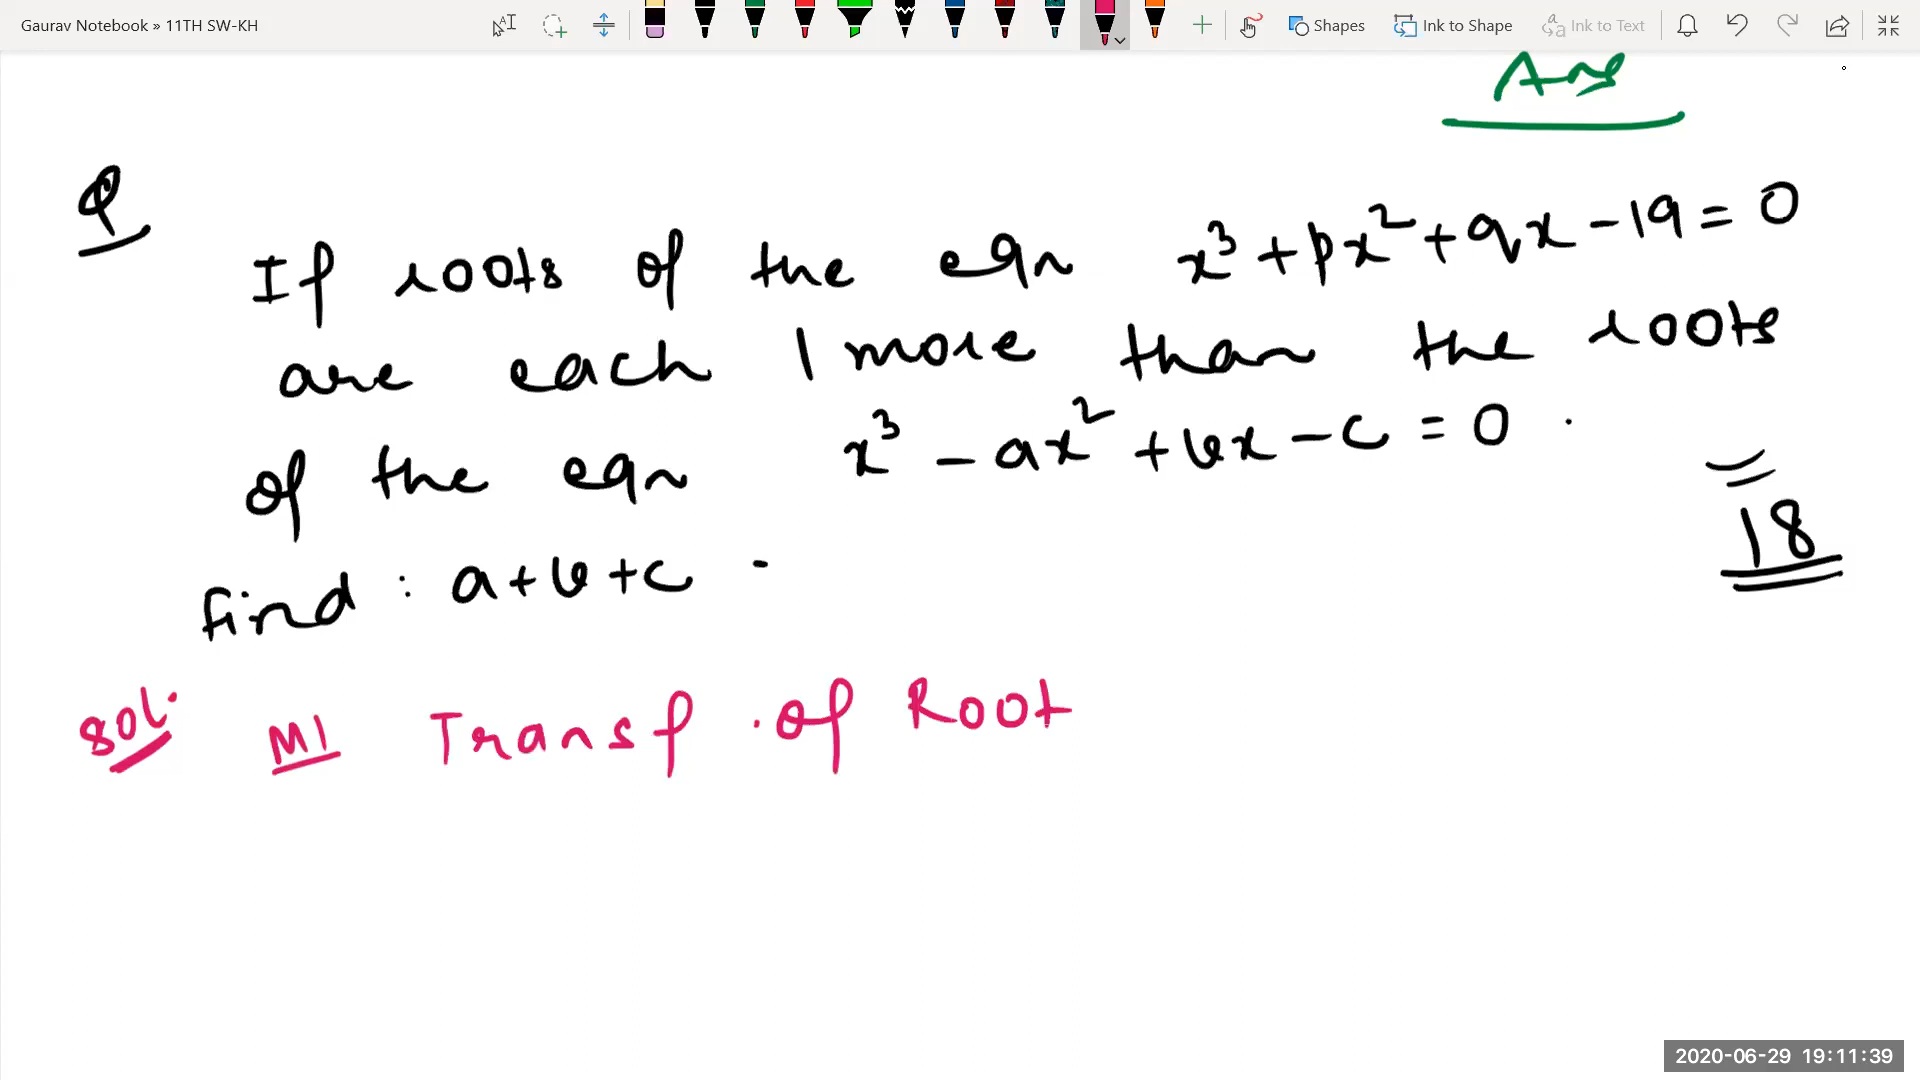 Gaurav Notebook » 11TH SW-KH
Shapes
Ink to Shape
Ink to Text
Ans
Q
If roots of the eqn x³+px²+qx-19=0
are each 1 more than the roots
of the eqn x³-ax²+bx-c=0.
find: a+b+c.
18
Sol. M1 Transf. of Root
2020-06-29 19:11:39